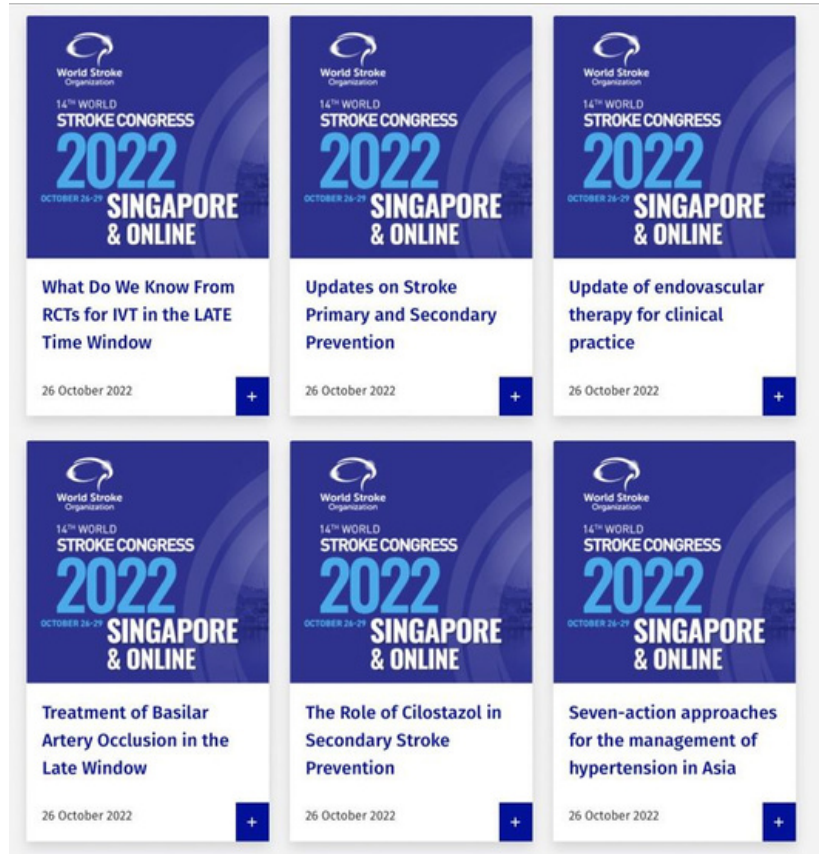 World Stroke
Organization
14TH WORLD
STROKE CONGRESS
2022
OCTOBER 26-29
SINGAPORE
& ONLINE
What Do We Know From
RCTs for IVT in the LATE
Time Window
26 October 2022
+
World Stroke
Organization
14TH WORLD
STROKE CONGRESS
2022
OCTOBER 26-29
SINGAPORE
& ONLINE
Updates on Stroke
Primary and Secondary
Prevention
26 October 2022
+
World Stroke
Organization
14TH WORLD
STROKE CONGRESS
2022
OCTOBER 26-29
SINGAPORE
& ONLINE
Update of endovascular
therapy for clinical
practice
26 October 2022
+
World Stroke
Organization
14TH WORLD
STROKE CONGRESS
2022
OCTOBER 26-29
SINGAPORE
& ONLINE
Treatment of Basilar
Artery Occlusion in the
Late Window
26 October 2022
+
World Stroke
Organization
14TH WORLD
STROKE CONGRESS
2022
OCTOBER 26-29
SINGAPORE
& ONLINE
The Role of Cilostazol in
Secondary Stroke
Prevention
26 October 2022
+
World Stroke
Organization
14TH WORLD
STROKE CONGRESS
2022
OCTOBER 26-29
SINGAPORE
& ONLINE
Seven-action approaches
for the management of
hypertension in Asia
26 October 2022
+